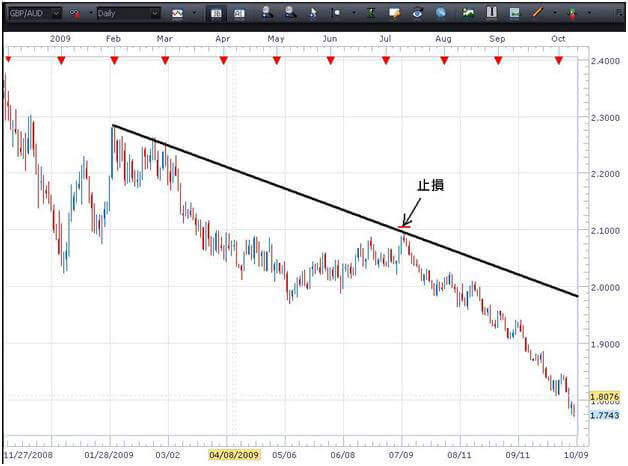 GBP/AUD Daily
2009 Feb Mar Apr May Jun Jul Aug Sep Oct
2.4000
2.3000
2.2000
止損
2.1000
2.0000
1.9000
1.8076
1.8000
1.7743
11/27/2008 01/28/2009 03/02 04/08/2009 05/06 06/08 07/09 08/11 09/11 10/09